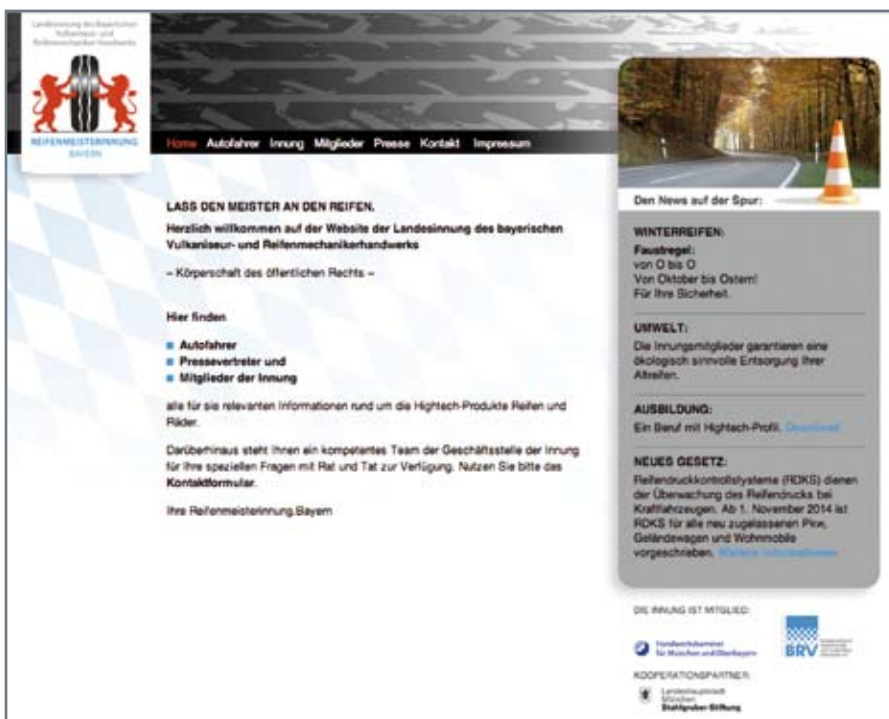 Landesinnung des Bayerischen
Vulkaniseur- und
Reifenmechaniker-Handwerks
REIFENMEISTERINNUNG
BAYERN
Home Autofahrer Innung Mitglieder Presse Kontakt Impressum
LASS DEN MEISTER AN DEN REIFEN.
Herzlich willkommen auf der Website der Landesinnung des bayerischen
Vulkaniseur- und Reifenmechanikerhandwerks
– Körperschaft des öffentlichen Rechts –
Hier finden
Autofahrer
Pressevertreter und
Mitglieder der Innung
alle für sie relevanten Informationen rund um die Hightech-Produkte Reifen und
Räder.
Darüberhinaus steht Ihnen ein kompetentes Team der Geschäftsstelle der Innung
für Ihre speziellen Fragen mit Rat und Tat zur Verfügung. Nutzen Sie bitte das
Kontaktformular.
Ihre Reifenmeisterinnung.Bayern
Den News auf der Spur:
WINTERREIFEN:
Faustregel:
von O bis O
Von Oktober bis Ostern!
Für Ihre Sicherheit.
UMWELT:
Die Innungsmitglieder garantieren eine
ökologisch sinnvolle Entsorgung Ihrer
Altreifen.
AUSBILDUNG:
Ein Beruf mit Hightech-Profil. Download
NEUES GESETZ:
Reifendruckkontrollsysteme (RDKS) dienen
der Überwachung des Reifendrucks bei
Kraftfahrzeugen. Ab 1. November 2014 ist
RDKS für alle neu zugelassenen Pkw,
Geländewagen und Wohnmobile
vorgeschrieben. Weitere Informationen
DIE INNUNG IST MITGLIED:
Handwerkskammer
für München und Oberbayern
BRV
KOOPERATIONSPARTNER:
Landeshauptstadt
München
Stahlgruber-Stiftung